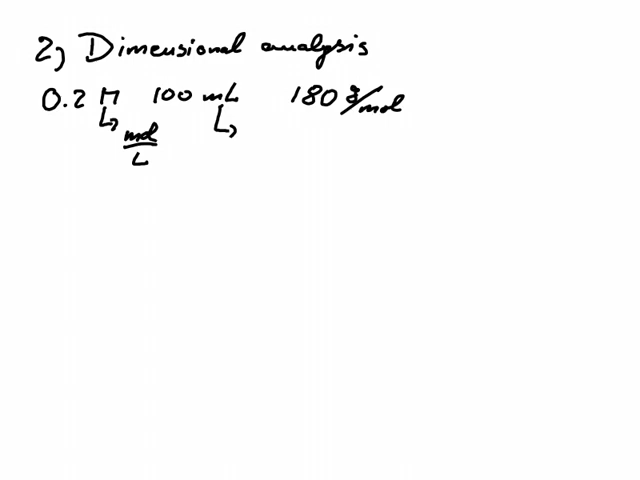 2) Dimensional analysis
0.2 M 100 mL 180 g/mol
↳ mol/L ↳